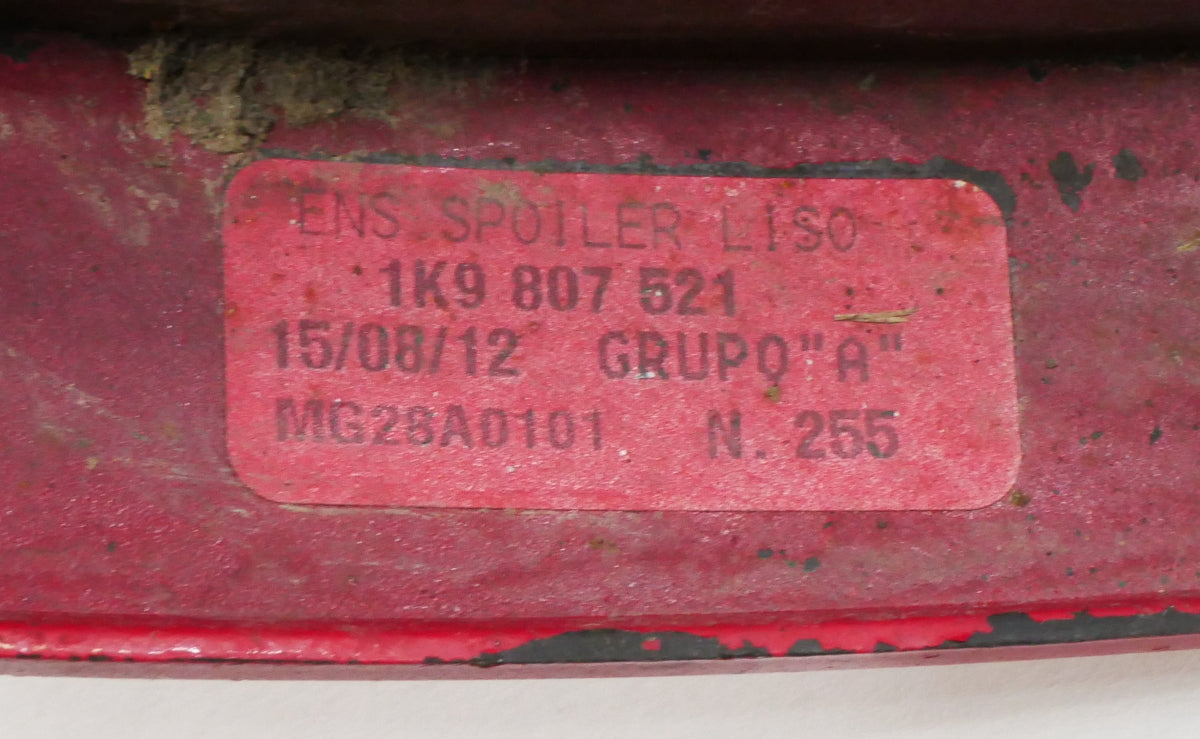 ENS SPOILER LISO
1K9 807 521
15/08/12 GRUPO "A"
MG28A0101 N. 255